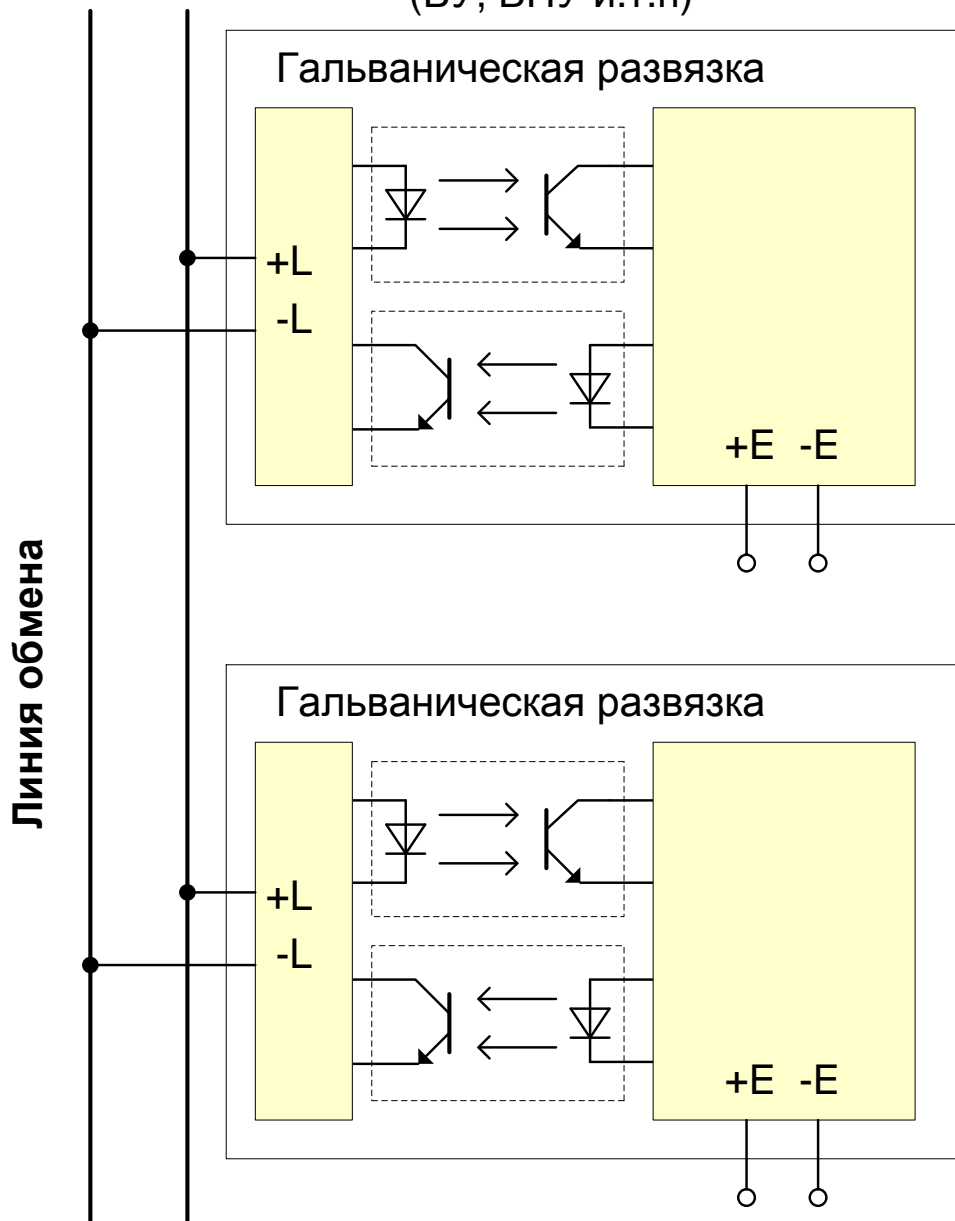 Гальваническая развязка
+L
-L
+E -E
Линия обмена
Гальваническая развязка
+L
-L
+E -E